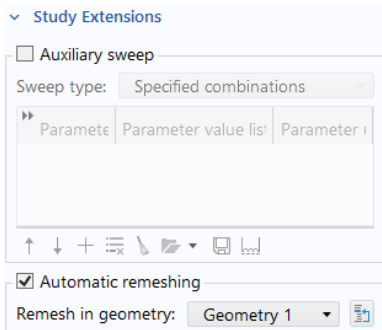 Study Extensions
Auxiliary sweep
Sweep type: Specified combinations
Paramete Parameter value list Parameter
Automatic remeshing
Remesh in geometry: Geometry 1